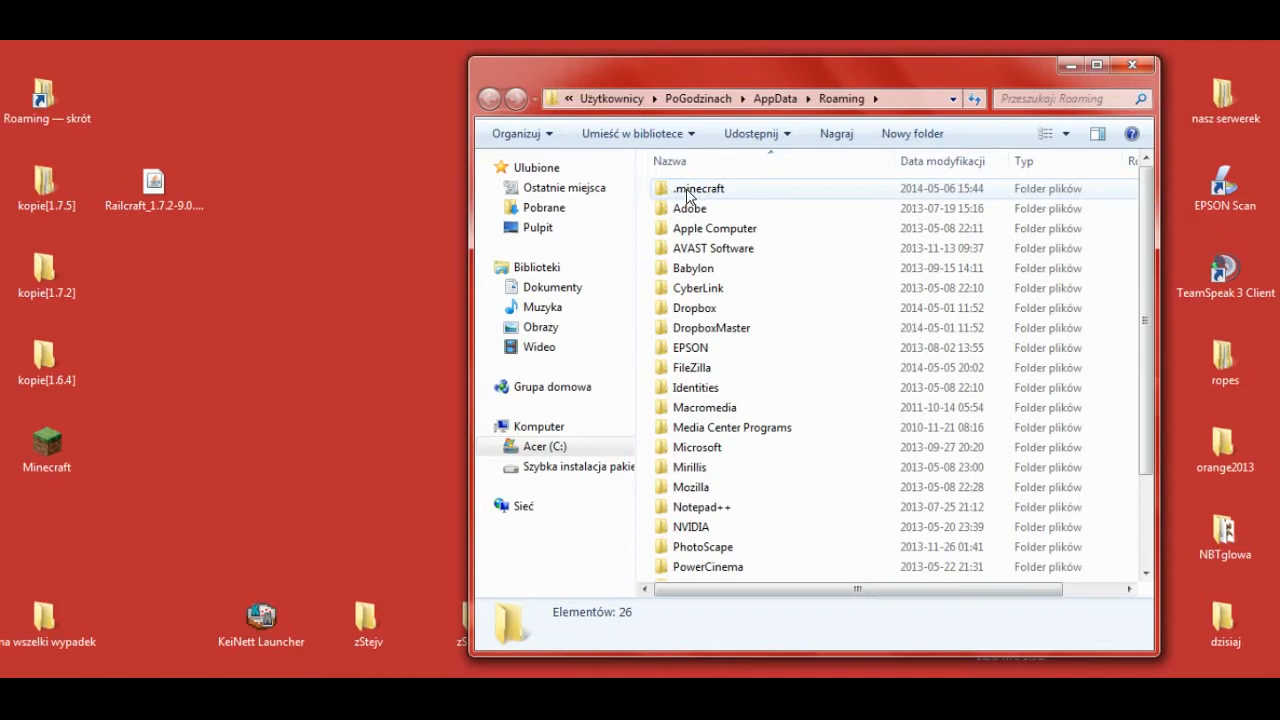 Roaming — skrót
kopie[1.7.5]
Railcraft_1.7.2-9.0....
kopie[1.7.2]
kopie[1.6.4]
Minecraft
na wszelki wypadek
KeiNett Launcher
zStejv
« Użytkownicy PoGodzinach AppData Roaming
Przeszukaj: Roaming
Organizuj Umieść w bibliotece Udostępnij Nagraj Nowy folder
Ulubione
Ostatnie miejsca
Pobrane
Pulpit
Biblioteki
Dokumenty
Muzyka
Obrazy
Wideo
Grupa domowa
Komputer
Acer (C:)
Szybka instalacja pakie
Sieć
Nazwa Data modyfikacji Typ
.minecraft 2014-05-06 15:44 Folder plików
Adobe 2013-07-19 15:16 Folder plików
Apple Computer 2013-05-08 22:11 Folder plików
AVAST Software 2013-11-13 09:37 Folder plików
Babylon 2013-09-15 14:11 Folder plików
CyberLink 2013-05-08 22:10 Folder plików
Dropbox 2014-05-01 11:52 Folder plików
DropboxMaster 2014-05-01 11:52 Folder plików
EPSON 2013-08-02 13:55 Folder plików
FileZilla 2014-05-05 20:02 Folder plików
Identities 2013-05-08 22:10 Folder plików
Macromedia 2011-10-14 05:54 Folder plików
Media Center Programs 2010-11-21 08:16 Folder plików
Microsoft 2013-09-27 20:20 Folder plików
Mirillis 2013-05-08 23:00 Folder plików
Mozilla 2013-05-08 22:28 Folder plików
Notepad++ 2013-07-25 21:12 Folder plików
NVIDIA 2013-05-20 23:39 Folder plików
PhotoScape 2013-11-26 01:41 Folder plików
PowerCinema 2013-05-22 21:31 Folder plików
Elementów: 26
nasz serwerek
EPSON Scan
TeamSpeak 3 Client
ropes
orange2013
NBTglowa
dzisiaj